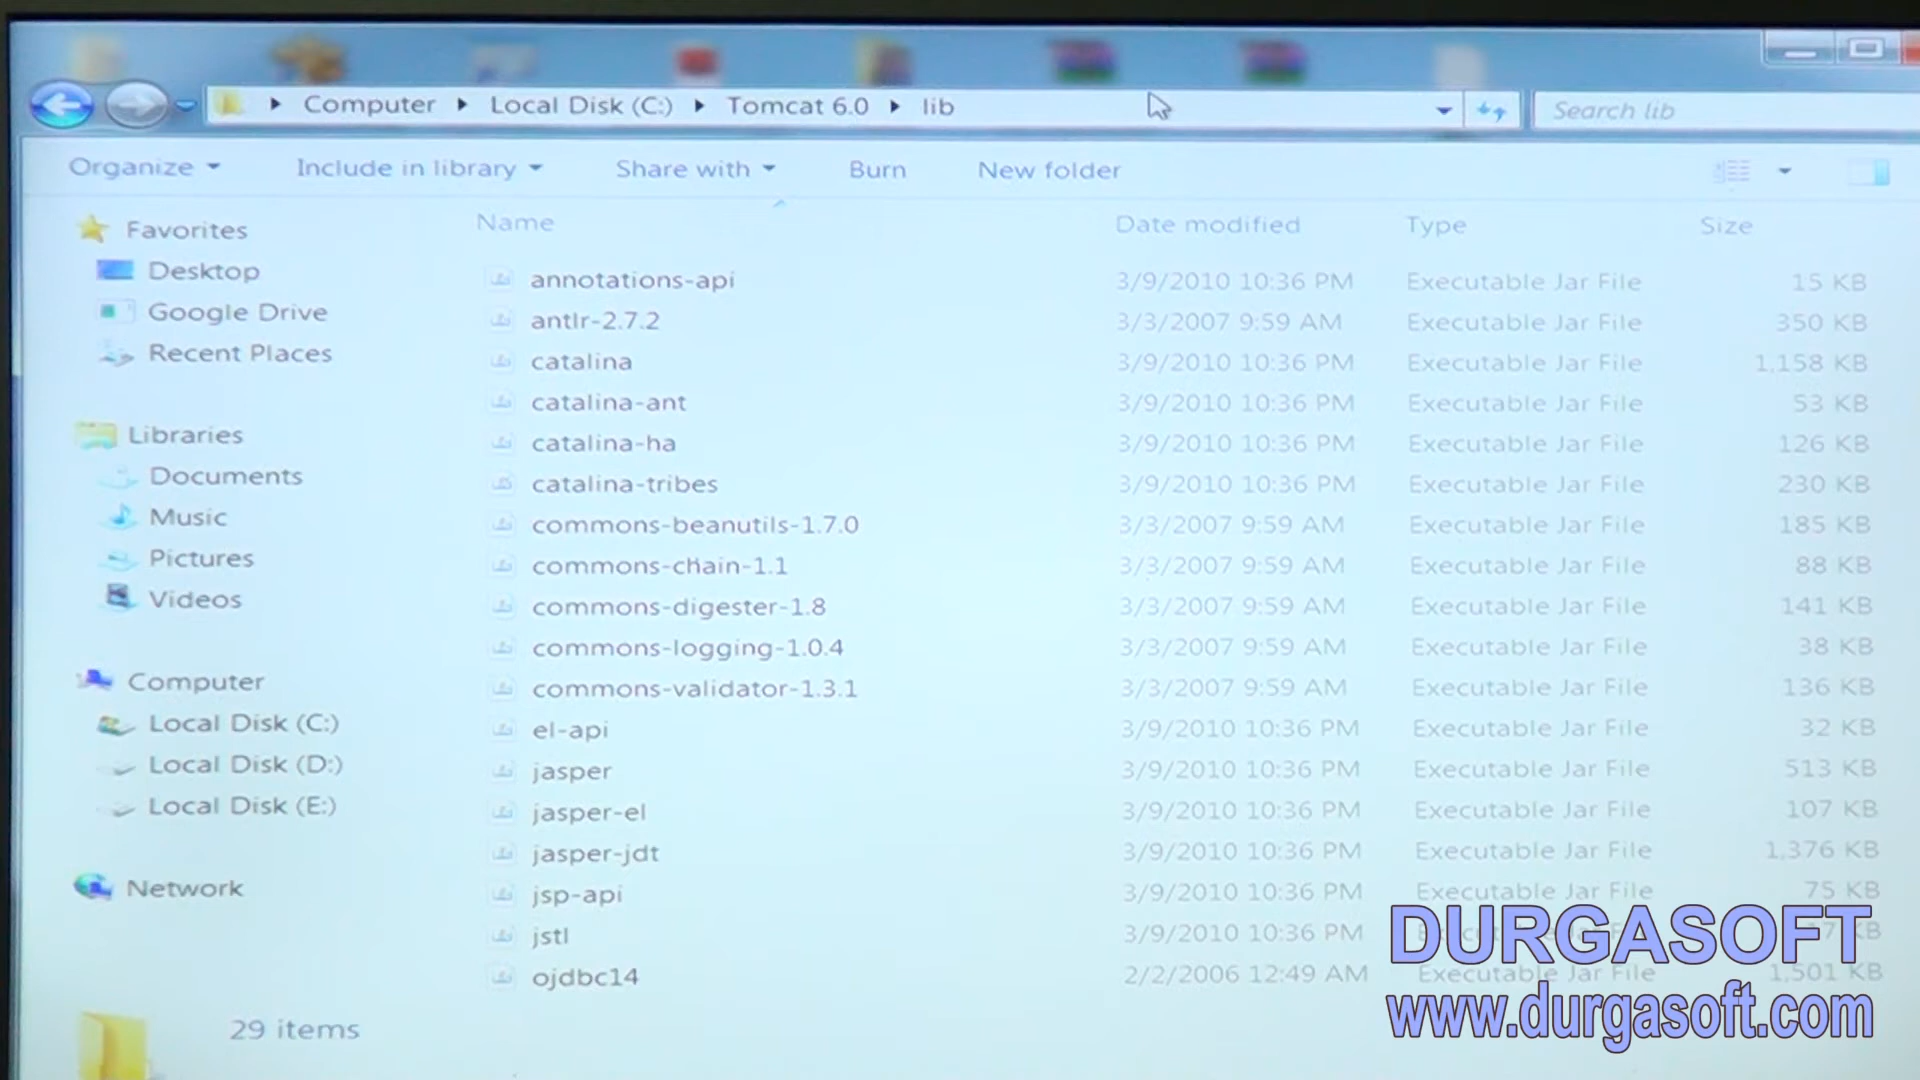 Computer Local Disk (C:) Tomcat 6.0 lib
Search lib
Organize Include in library Share with Burn New folder
Name Date modified Type Size
Favorites
Desktop
Google Drive
Recent Places
Libraries
Documents
Music
Pictures
Videos
Computer
Local Disk (C:)
Local Disk (D:)
Local Disk (E:)
Network
annotations-api 3/9/2010 10:36 PM Executable Jar File 15 KB
antlr-2.7.2 3/3/2007 9:59 AM Executable Jar File 350 KB
catalina 3/9/2010 10:36 PM Executable Jar File 1,158 KB
catalina-ant 3/9/2010 10:36 PM Executable Jar File 53 KB
catalina-ha 3/9/2010 10:36 PM Executable Jar File 126 KB
catalina-tribes 3/9/2010 10:36 PM Executable Jar File 230 KB
commons-beanutils-1.7.0 3/3/2007 9:59 AM Executable Jar File 185 KB
commons-chain-1.1 3/3/2007 9:59 AM Executable Jar File 88 KB
commons-digester-1.8 3/3/2007 9:59 AM Executable Jar File 141 KB
commons-logging-1.0.4 3/3/2007 9:59 AM Executable Jar File 38 KB
commons-validator-1.3.1 3/3/2007 9:59 AM Executable Jar File 136 KB
el-api 3/9/2010 10:36 PM Executable Jar File 32 KB
jasper 3/9/2010 10:36 PM Executable Jar File 513 KB
jasper-el 3/9/2010 10:36 PM Executable Jar File 107 KB
jasper-jdt 3/9/2010 10:36 PM Executable Jar File 1,376 KB
jsp-api 3/9/2010 10:36 PM Executable Jar File 75 KB
jstl 3/9/2010 10:36 PM KB
ojdbc14 2/2/2006 12:49 AM Executable Jar File 1,501 KB
29 items
DURGASOFT
www.durgasoft.com